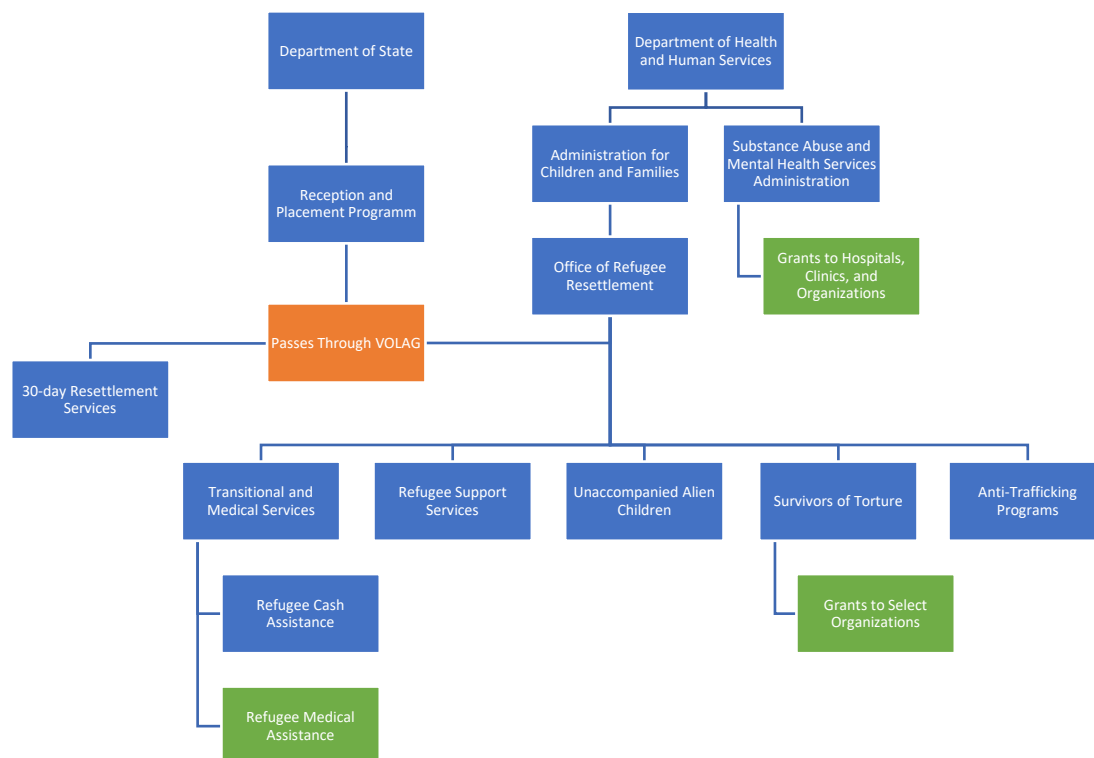 Department of State
Department of Health
and Human Services
Administration for
Children and Families
Substance Abuse and
Mental Health Services
Administration
Reception and
Placement Programm
Office of Refugee
Resettlement
Grants to Hospitals,
Clinics, and
Organizations
Passes Through VOLAG
30-day Resettlement
Services
Transitional and
Medical Services
Refugee Support
Services
Unaccompanied Alien
Children
Survivors of Torture
Anti-Trafficking
Programs
Refugee Cash
Assistance
Grants to Select
Organizations
Refugee Medical
Assistance